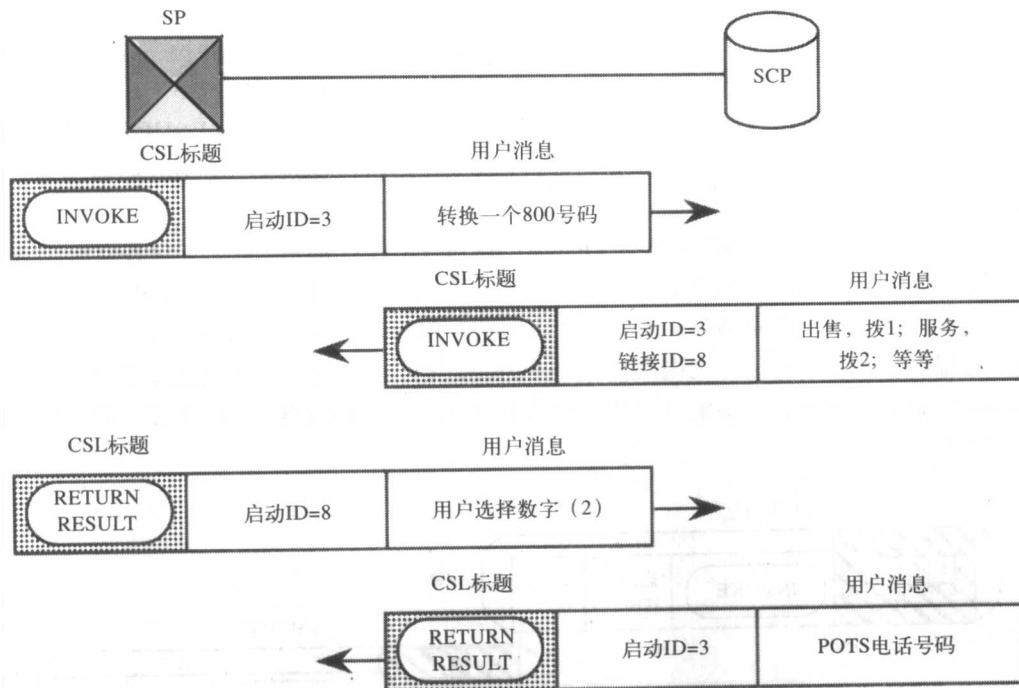 SP
SCP
CSL标题
用户消息
INVOKE
启动ID=3
转换一个800号码
CSL标题
用户消息
INVOKE
启动ID=3
链接ID=8
出售，拨1；服务，
拨2；等等
CSL标题
用户消息
RETURN
RESULT
启动ID=8
用户选择数字（2）
CSL标题
用户消息
RETURN
RESULT
启动ID=3
POTS电话号码
INVOKE